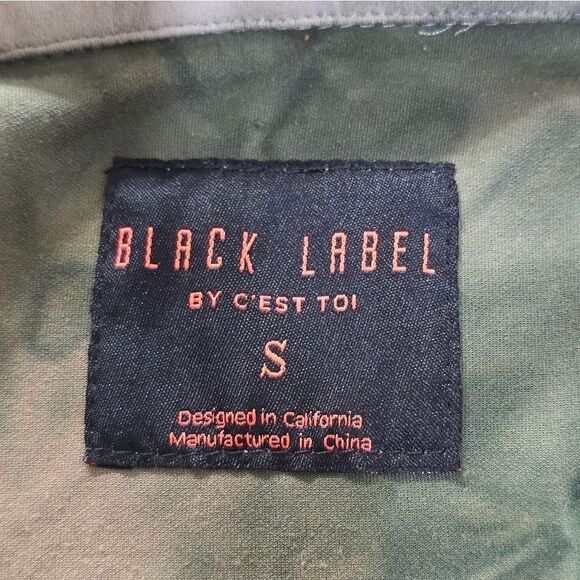 BLACK LABEL
BY C'EST TOI
S
Designed in California
Manufactured in China